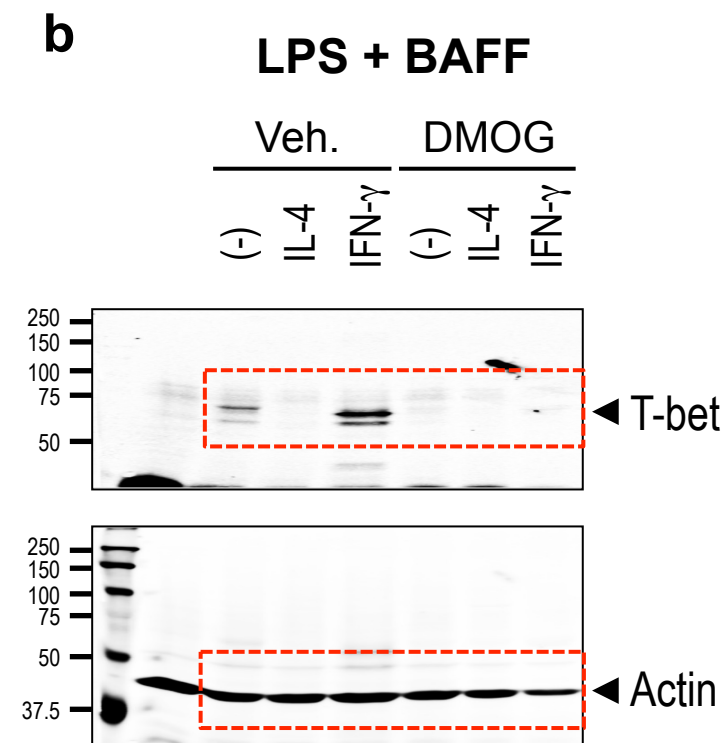 b
LPS + BAFF
Veh. DMOG
(-) IL-4 IFN-γ (-) IL-4 IFN-γ
250
150
100
75
50
T-bet
250
150
100
75
50
37.5
Actin